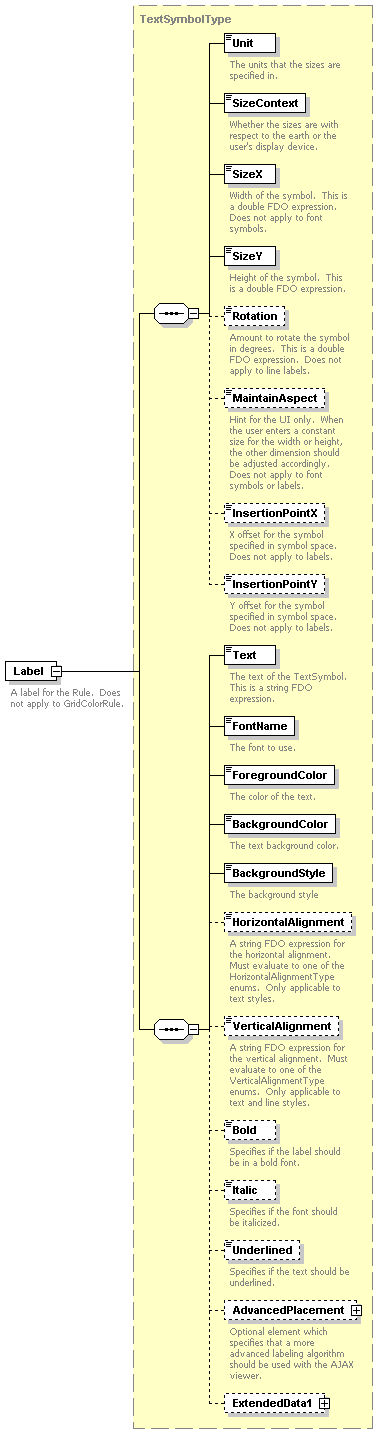 TextSymbolType
Unit
The units that the sizes are
specified in.
SizeContext
Whether the sizes are with
respect to the earth or the
user's display device.
SizeX
Width of the symbol.  This is
a double FDO expression.
Does not apply to font
symbols.
SizeY
Height of the symbol.  This
is a double FDO expression.
Rotation
Amount to rotate the symbol
in degrees.  This is a double
FDO expression.  Does not
apply to line labels.
MaintainAspect
Hint for the UI only.  When
the user enters a constant
size for the width or height,
the other dimension should
be adjusted accordingly.
Does not apply to font
symbols or labels.
InsertionPointX
X offset for the symbol
specified in symbol space.
Does not apply to labels.
InsertionPointY
Y offset for the symbol
specified in symbol space.
Does not apply to labels.
Label
A label for the Rule.  Does
not apply to GridColorRule.
Text
The text of the TextSymbol.
This is a string FDO
expression.
FontName
The font to use.
ForegroundColor
The color of the text.
BackgroundColor
The text background color.
BackgroundStyle
The background style
HorizontalAlignment
A string FDO expression for
the horizontal alignment.
Must evaluate to one of the
HorizontalAlignmentType
enums.  Only applicable to
text styles.
VerticalAlignment
A string FDO expression for
the vertical alignment.  Must
evaluate to one of the
VerticalAlignmentType
enums.  Only applicable to
text and line styles.
Bold
Specifies if the label should
be in a bold font.
Italic
Specifies if the font should
be italicized.
Underlined
Specifies if the text should be
underlined.
AdvancedPlacement
Optional element which
specifies that a more
advanced labeling algorithm
should be used with the AJAX
viewer.
ExtendedData1